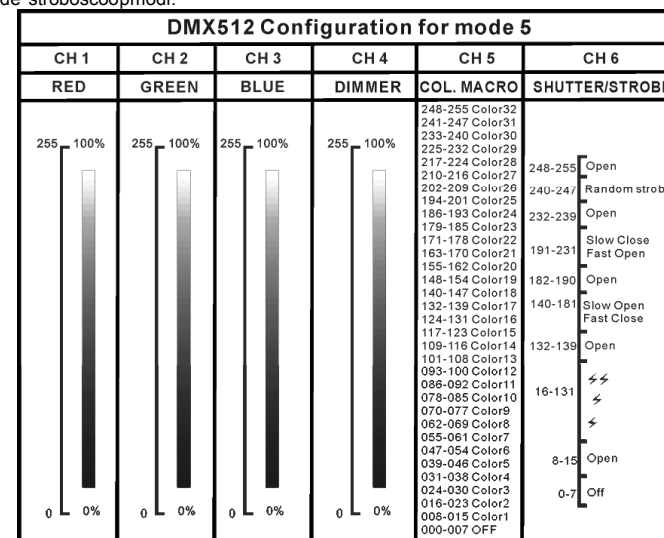 de stroboscoopmodi.
DMX512 Configuration for mode 5
CH 1 CH 2 CH 3 CH 4 CH 5 CH 6
RED GREEN BLUE DIMMER COL. MACRO SHUTTER/STROBE
255 100% 255 100% 255 100% 255 100%
0 0% 0 0% 0 0% 0 0%
248-255 Color32
241-247 Color31
233-240 Color30
225-232 Color29
217-224 Color28
210-216 Color27
202-209 Color26
194-201 Color25
186-193 Color24
179-185 Color23
171-178 Color22
163-170 Color21
155-162 Color20
148-154 Color19
140-147 Color18
132-139 Color17
124-131 Color16
117-123 Color15
109-116 Color14
101-108 Color13
093-100 Color12
086-092 Color11
078-085 Color10
070-077 Color9
062-069 Color8
055-061 Color7
047-054 Color6
039-046 Color5
031-038 Color4
024-030 Color3
016-023 Color2
008-015 Color1
000-007 OFF
248-255 Open
240-247 Random strob
232-239 Open
191-231 Slow Close
Fast Open
182-190 Open
140-181 Slow Open
Fast Close
132-139 Open
16-131
8-15 Open
0-7 Off